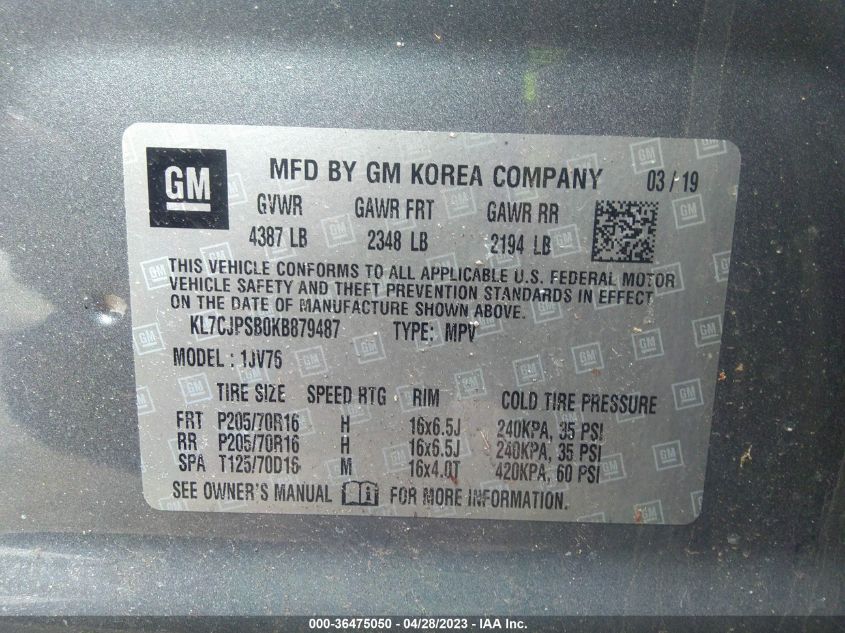 GM
MFD BY GM KOREA COMPANY 03/19
GVWR GAWR FRT GAWR RR
4387 LB 2348 LB 2194 LB
THIS VEHICLE CONFORMS TO ALL APPLICABLE U.S. FEDERAL MOTOR
VEHICLE SAFETY AND THEFT PREVENTION STANDARDS IN EFFECT
ON THE DATE OF MANUFACTURE SHOWN ABOVE.
KL7CJPSB0KB879487 TYPE: MPV
MODEL : 1JV76
TIRE SIZE SPEED RTG RIM COLD TIRE PRESSURE
FRT P205/70R16 H 16x6.5J 240KPA, 35 PSI
RR P205/70R16 H 16x6.5J 240KPA, 35 PSI
SPA T125/70D16 M 16x4.0T 420KPA, 60 PSI
SEE OWNER'S MANUAL FOR MORE INFORMATION.
000-36475050 / 04/28/2023 - IAA Inc.